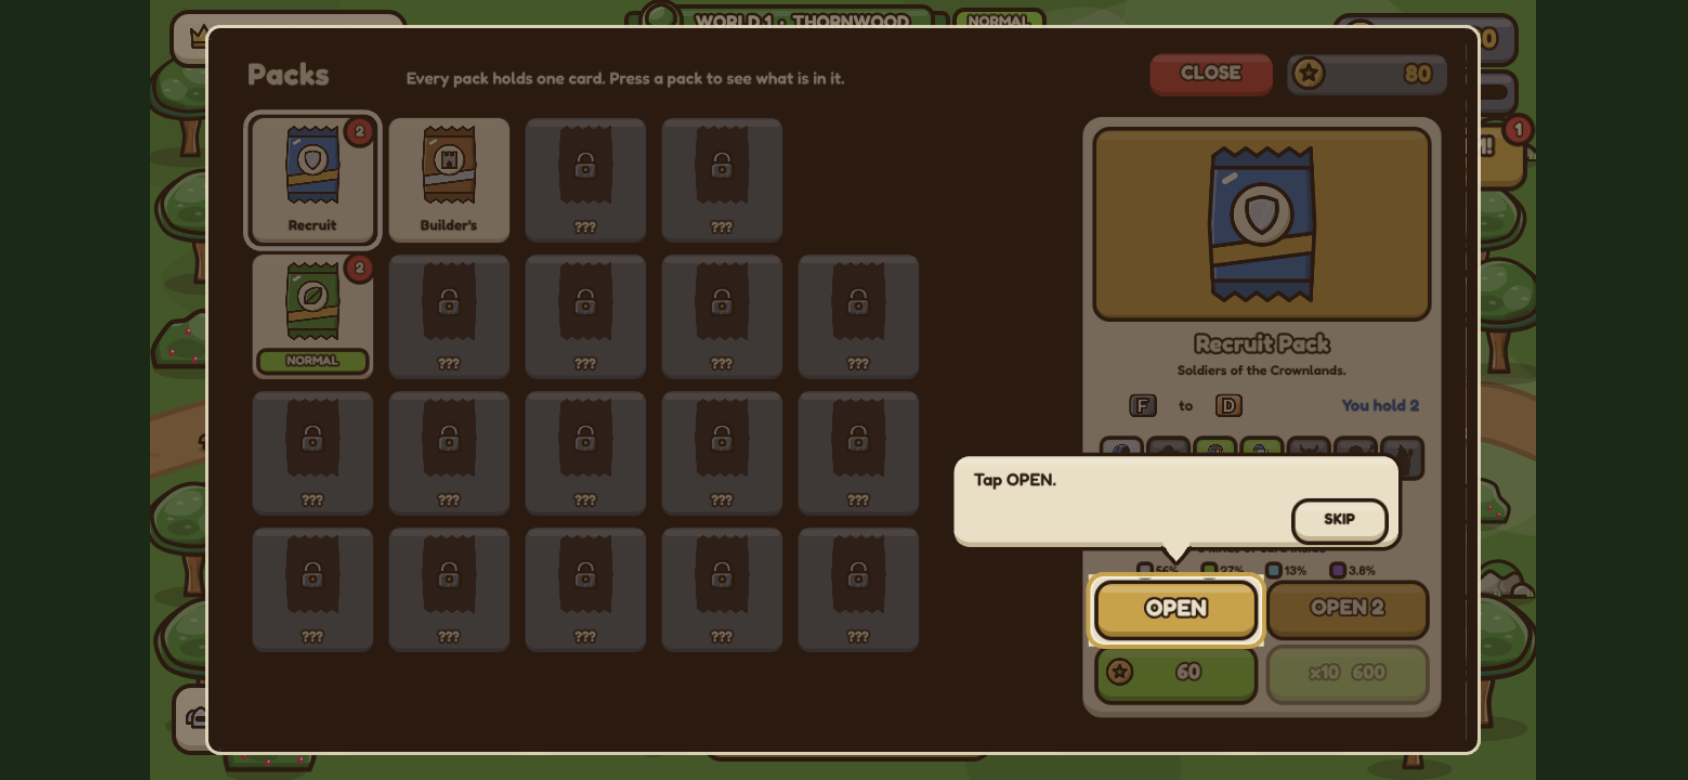 WORLD 1 · THORNWOOD
NORMAL
Packs
Every pack holds one card. Press a pack to see what is in it.
CLOSE
80
2
Recruit
Builder's
???
???
1
2
NORMAL
???
???
???
???
???
???
???
???
???
???
???
???
???
???
Recruit Pack
Soldiers of the Crownlands.
F to D
You hold 2
Tap OPEN.
SKIP
56% 27% 13% 3.8%
OPEN
OPEN 2
60
x10 600